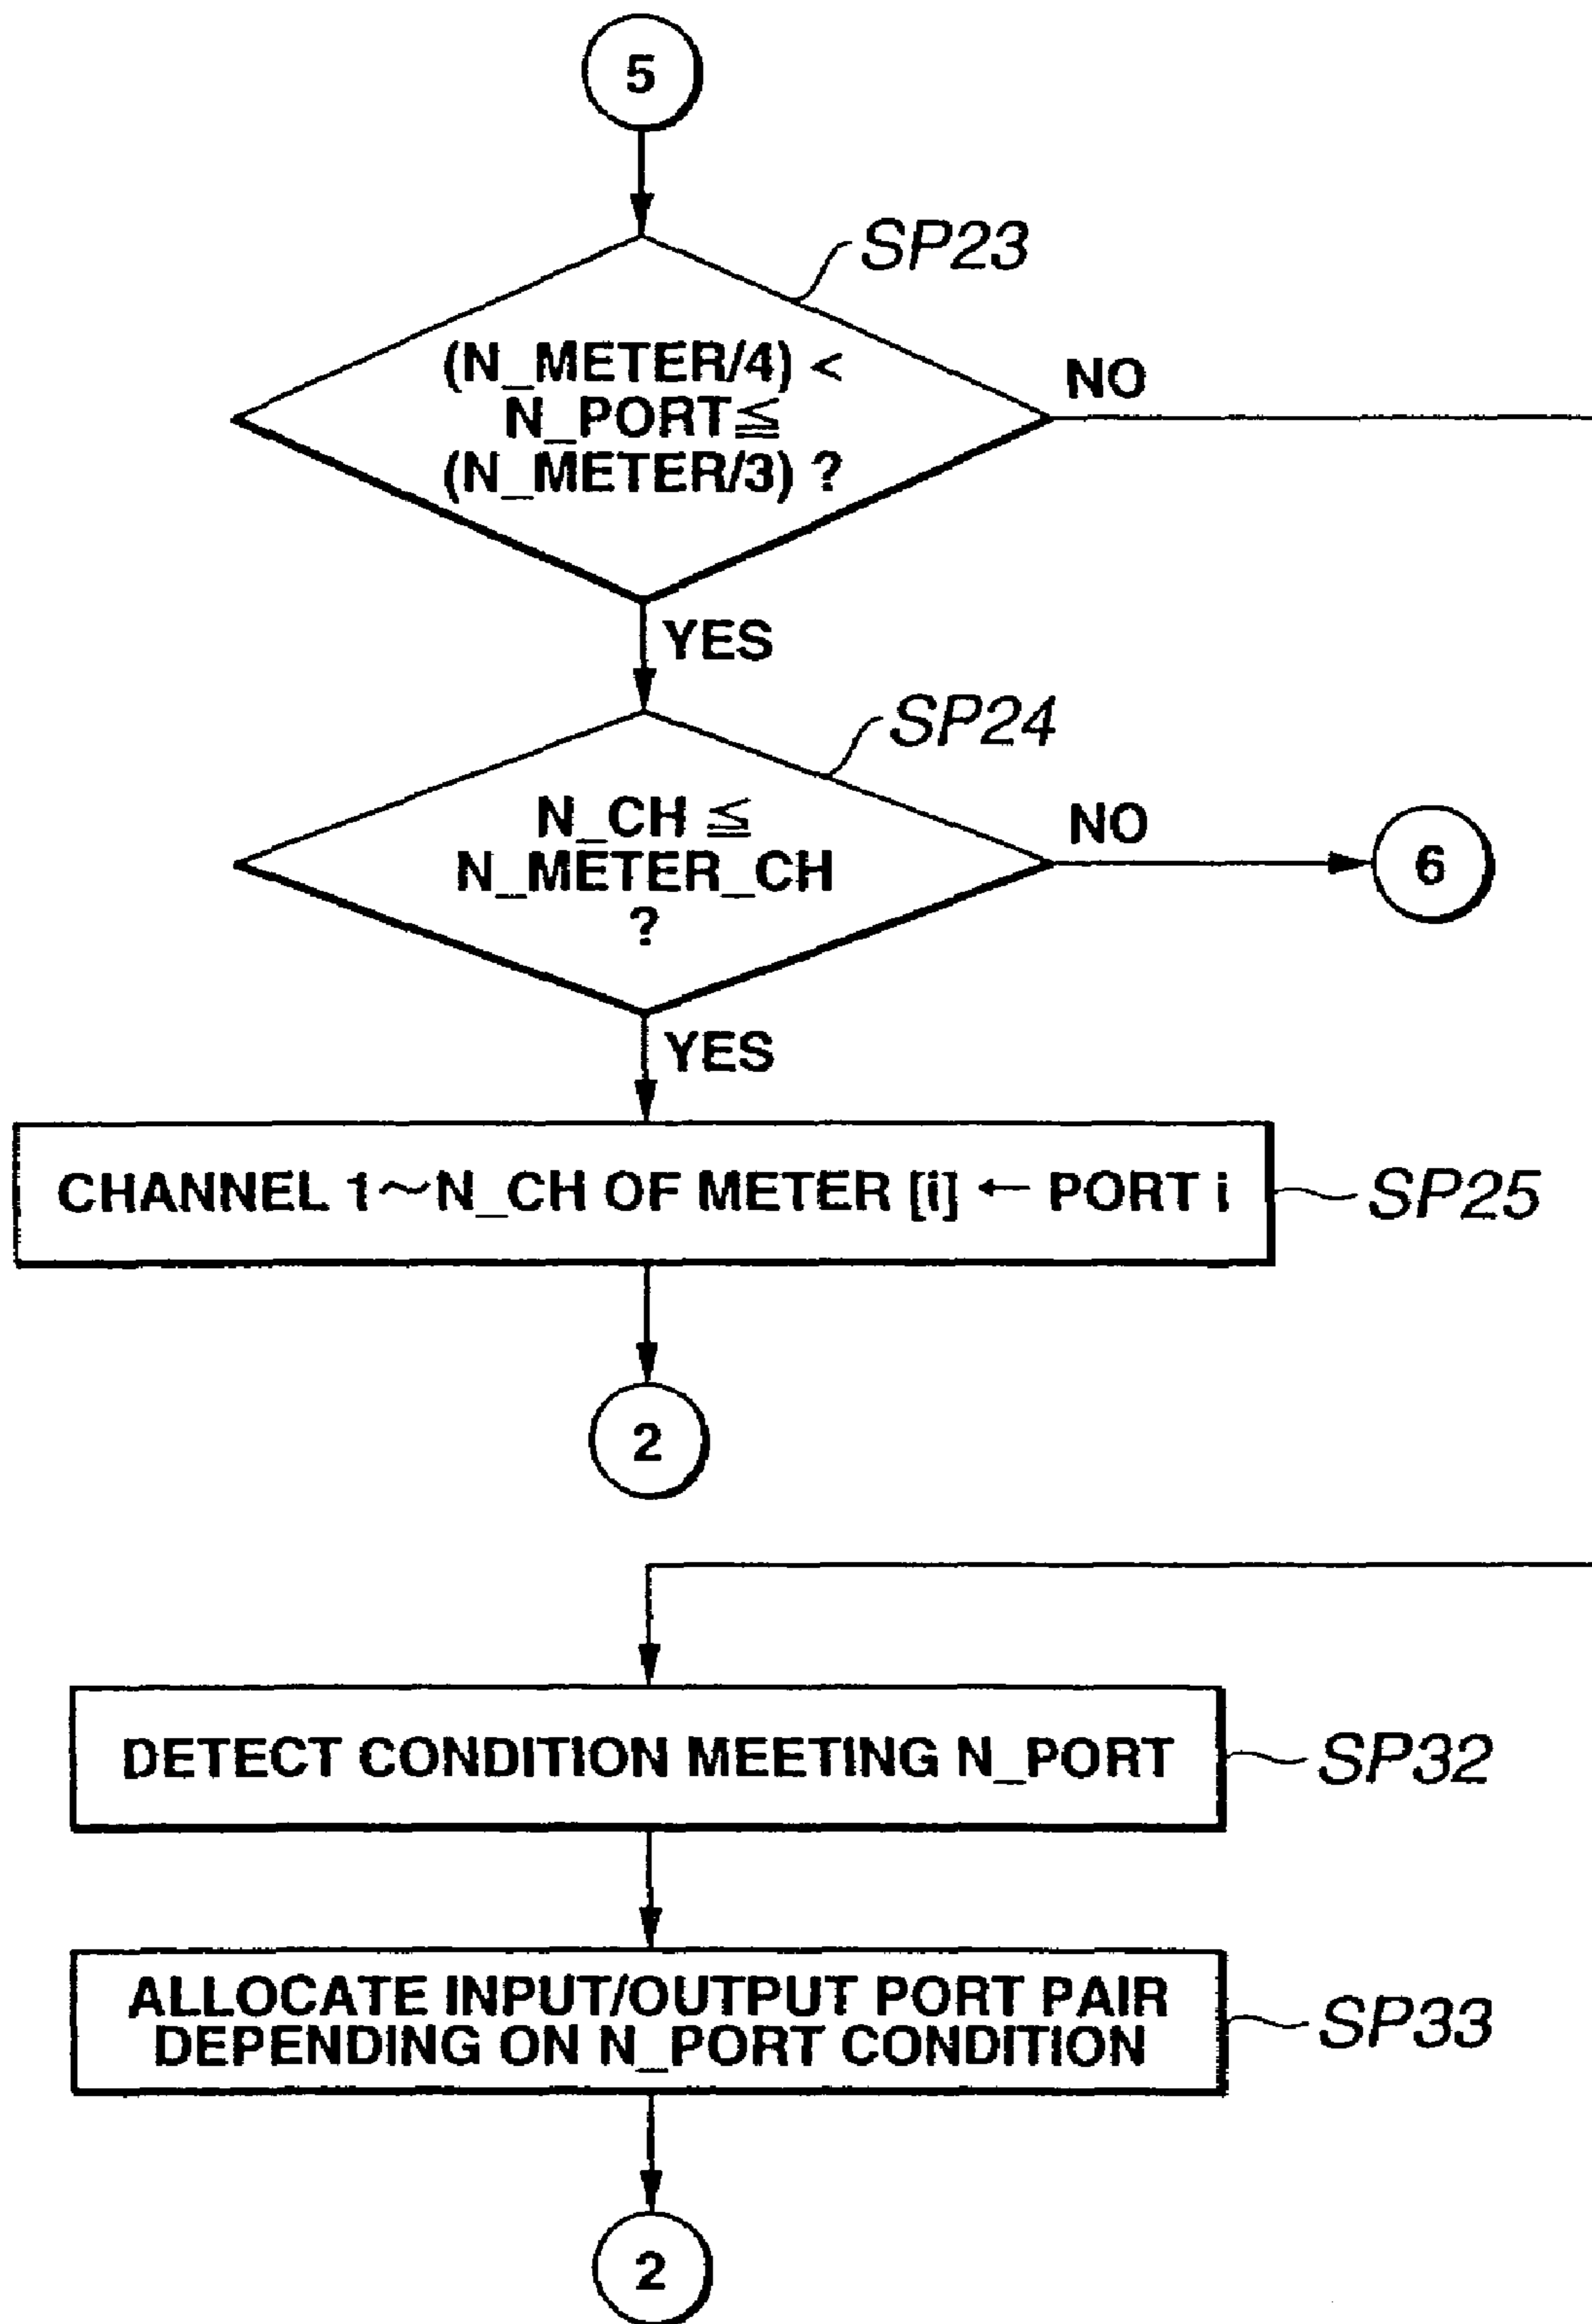 5
SP23
(N_METER/4) <
N_PORT≦
(N_METER/3) ?
NO
YES
SP24
N_CH ≦
N_METER_CH
?
NO
6
YES
CHANNEL 1~N_CH OF METER [i] ← PORT i
SP25
2
DETECT CONDITION MEETING N_PORT
SP32
ALLOCATE INPUT/OUTPUT PORT PAIR
DEPENDING ON N_PORT CONDITION
SP33
2